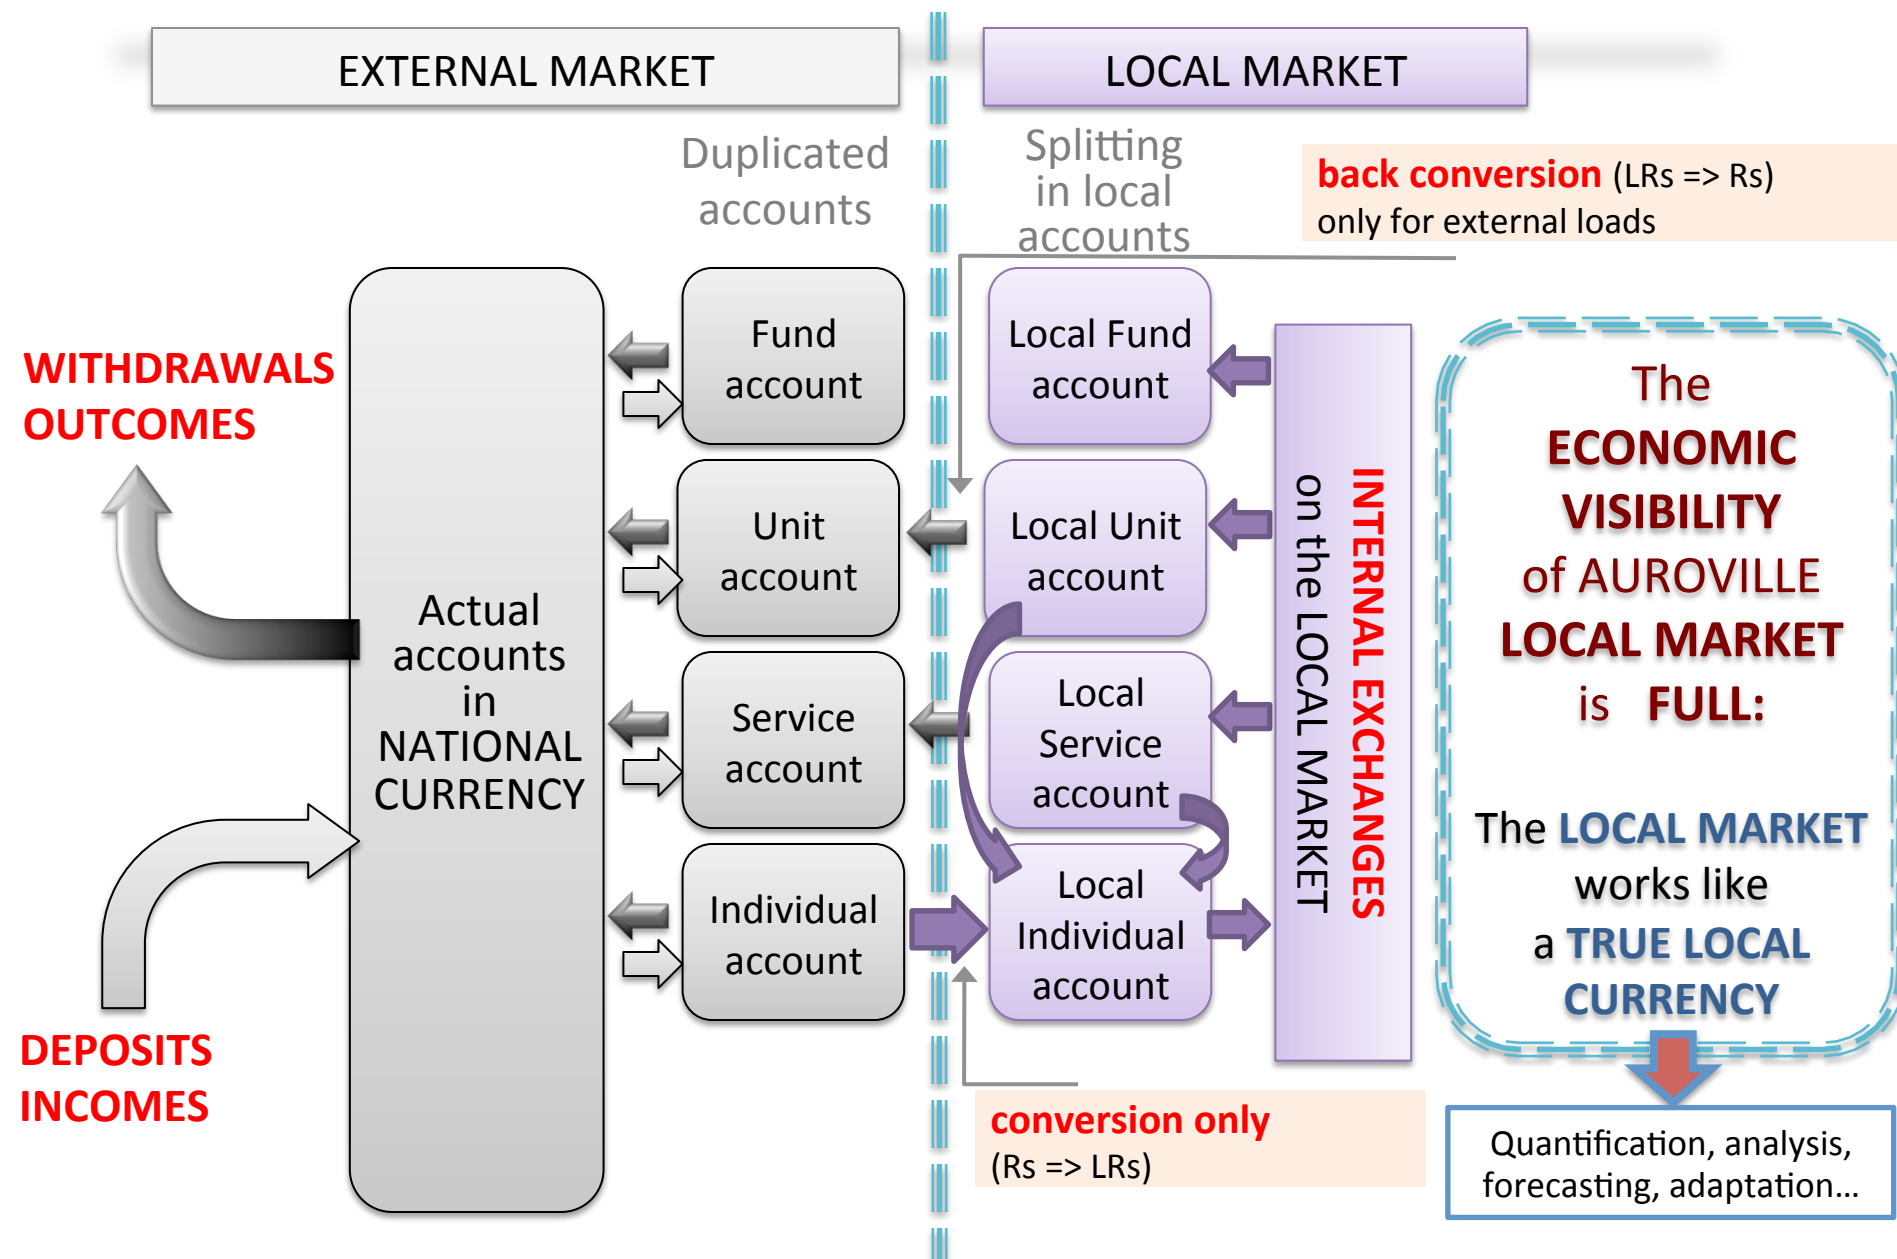 EXTERNAL MARKET
LOCAL MARKET
Duplicated
accounts
Splitting
in local
accounts
back conversion (LRs => Rs)
only for external loads
WITHDRAWALS
OUTCOMES
DEPOSITS
INCOMES
Actual
accounts
in
NATIONAL
CURRENCY
Fund
account
Unit
account
Service
account
Individual
account
Local Fund
account
Local Unit
account
Local
Service
account
Local
Individual
account
INTERNAL EXCHANGES
on the LOCAL MARKET
conversion only
(Rs => LRs)
The
ECONOMIC
VISIBILITY
of AUROVILLE
LOCAL MARKET
is FULL:
The LOCAL MARKET
works like
a TRUE LOCAL
CURRENCY
Quantification, analysis,
forecasting, adaptation...